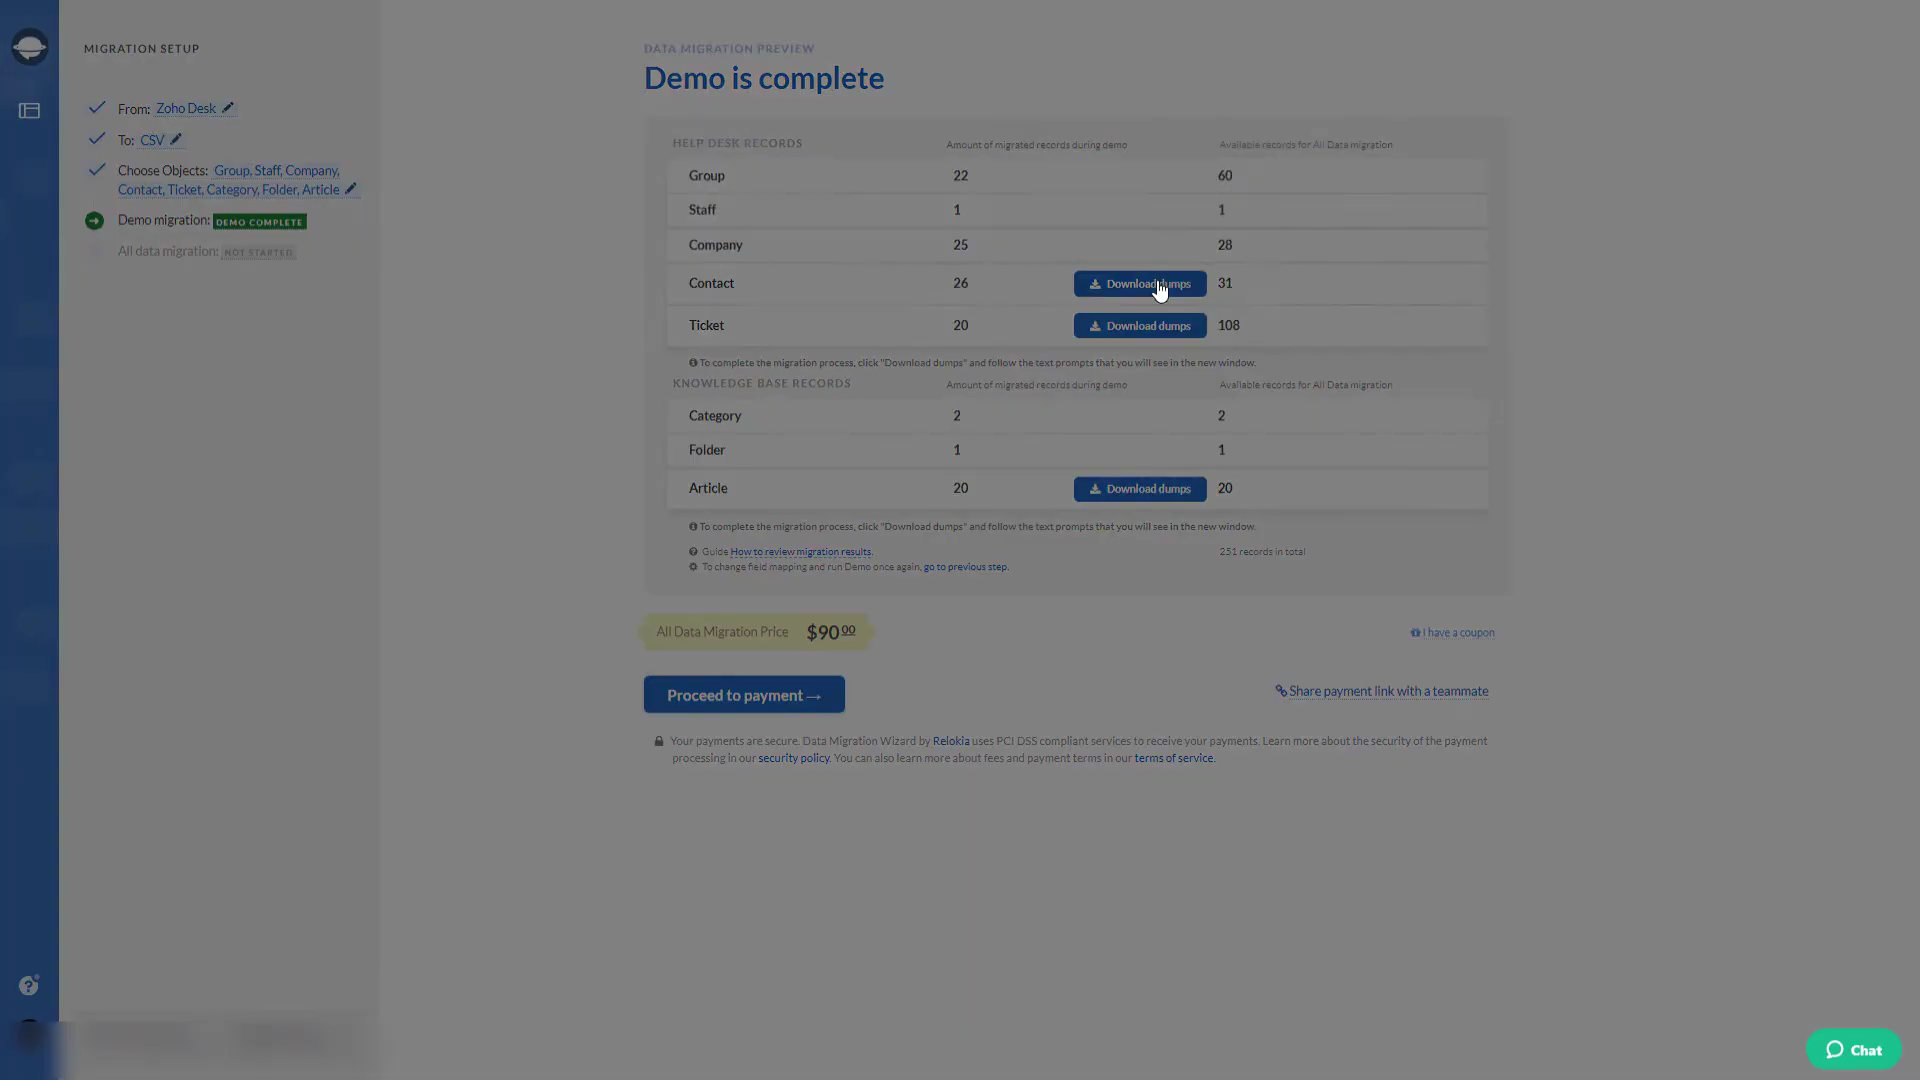 MIGRATION SETUP
From: Zoho Desk
To: CSV
Choose Objects: Group, Staff, Company,
Contact, Ticket, Category, Folder, Article
Demo migration: DEMO COMPLETE
All data migration: NOT STARTED
DATA MIGRATION PREVIEW
Demo is complete
HELP DESK RECORDS Amount of migrated records during demo Available records for All Data migration
Group 22 60
Staff 1 1
Company 25 28
Contact 26 Download dumps 31
Ticket 20 Download dumps 108
To complete the migration process, click "Download dumps" and follow the text prompts that you will see in the new window.
KNOWLEDGE BASE RECORDS Amount of migrated records during demo Available records for All Data migration
Category 2 2
Folder 1 1
Article 20 Download dumps 20
To complete the migration process, click "Download dumps" and follow the text prompts that you will see in the new window.
Guide How to review migration results. 251 records in total
To change field mapping and run Demo once again, go to previous step.
All Data Migration Price $90 00 I have a coupon
Proceed to payment → Share payment link with a teammate
Your payments are secure. Data Migration Wizard by Relokia uses PCI DSS compliant services to receive your payments. Learn more about the security of the payment
processing in our security policy. You can also learn more about fees and payment terms in our terms of service.
Chat